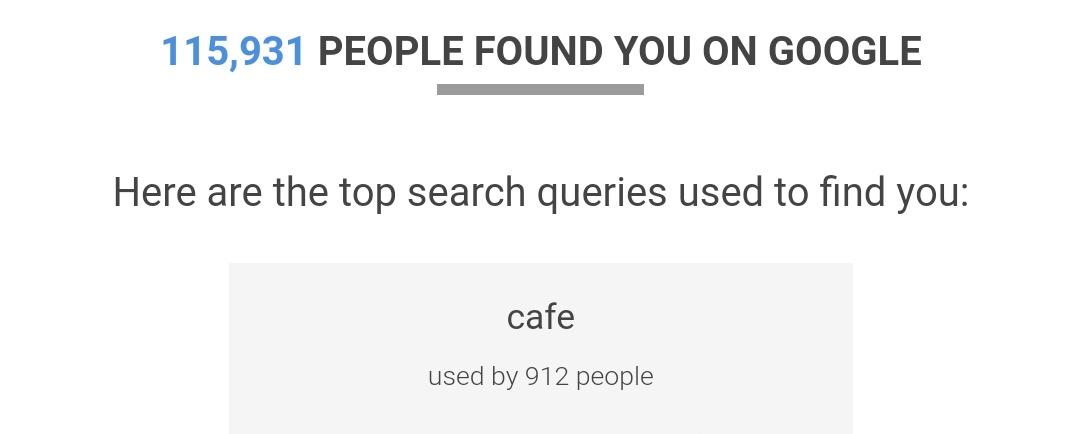 115,931 PEOPLE FOUND YOU ON GOOGLE
Here are the top search queries used to find you:
cafe
used by 912 people